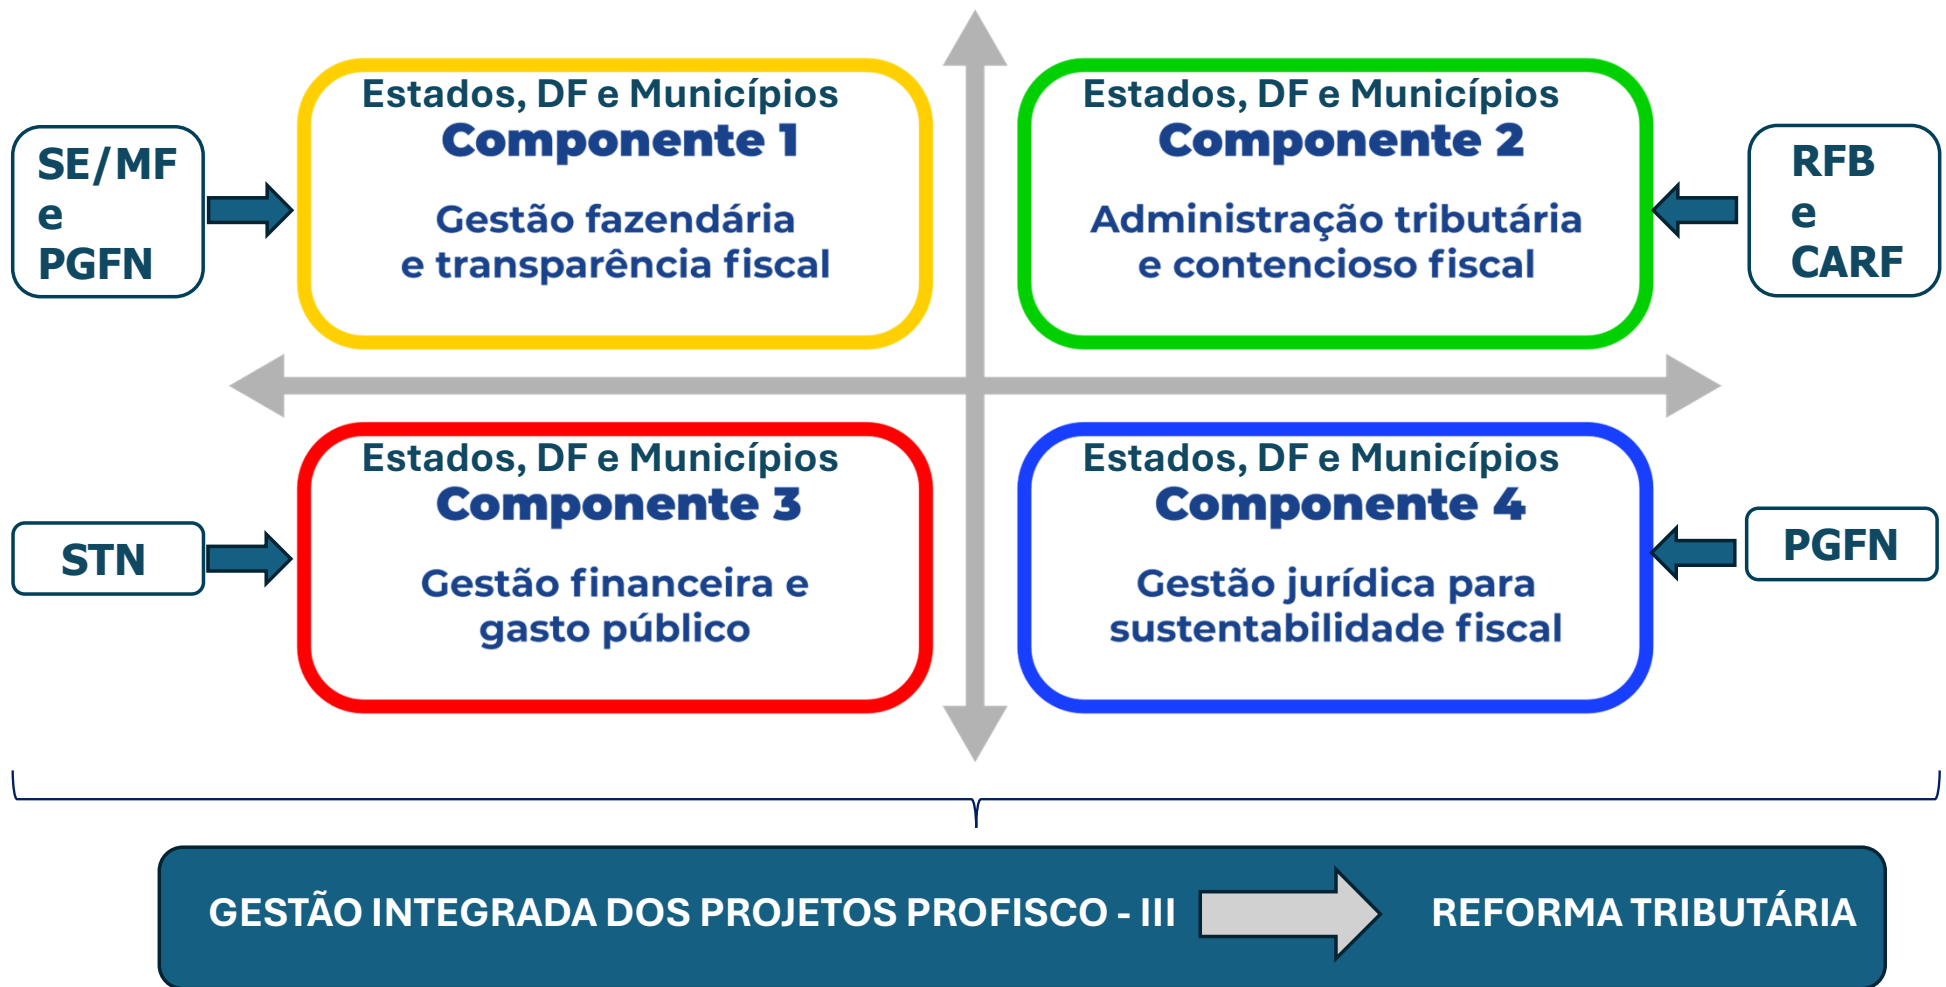 SE/MF
e
PGFN
Estados, DF e Municípios
Componente 1
Gestão fazendária
e transparência fiscal
Estados, DF e Municípios
Componente 2
Administração tributária
e contencioso fiscal
RFB
e
CARF
STN
Estados, DF e Municípios
Componente 3
Gestão financeira e
gasto público
Estados, DF e Municípios
Componente 4
Gestão jurídica para
sustentabilidade fiscal
PGFN
GESTÃO INTEGRADA DOS PROJETOS PROFISCO - III
REFORMA TRIBUTÁRIA